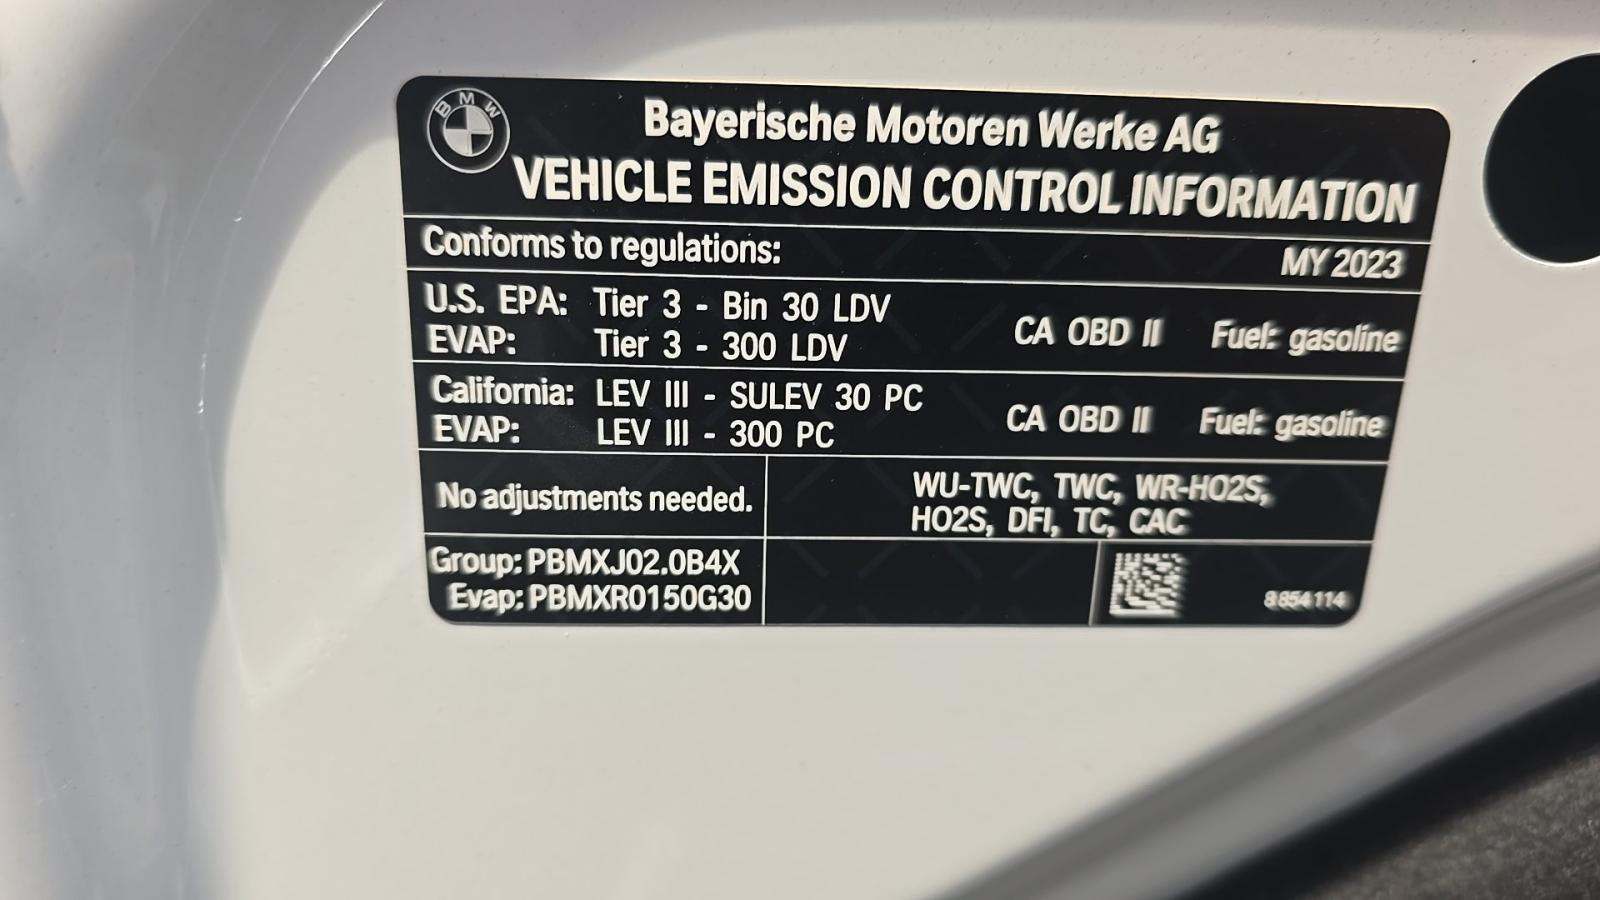 BMW
Bayerische Motoren Werke AG
VEHICLE EMISSION CONTROL INFORMATION
Conforms to regulations: MY 2023
U.S. EPA: Tier 3 - Bin 30 LDV
EVAP: Tier 3 - 300 LDV
CA OBD II Fuel: gasoline
California: LEV III - SULEV 30 PC
EVAP: LEV III - 300 PC
CA OBD II Fuel: gasoline
No adjustments needed.
WU-TWC, TWC, WR-HO2S,
HO2S, DFI, TC, CAC
Group: PBMXJ02.0B4X
Evap: PBMXR0150G30
8854114